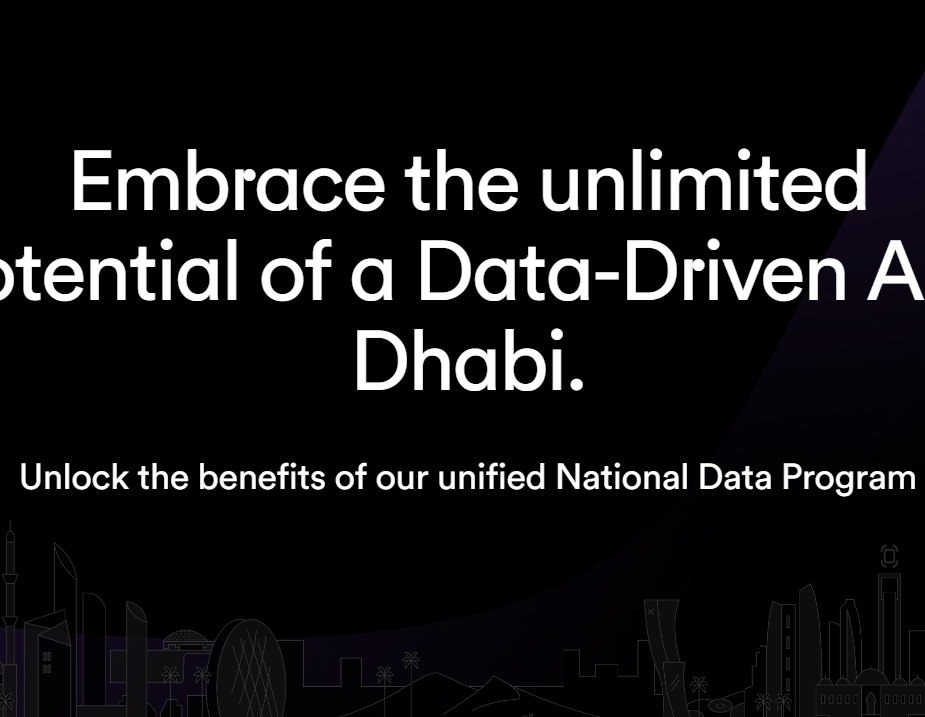 Embrace the unlimited
otential of a Data-Driven A
Dhabi.
Unlock the benefits of our unified National Data Program